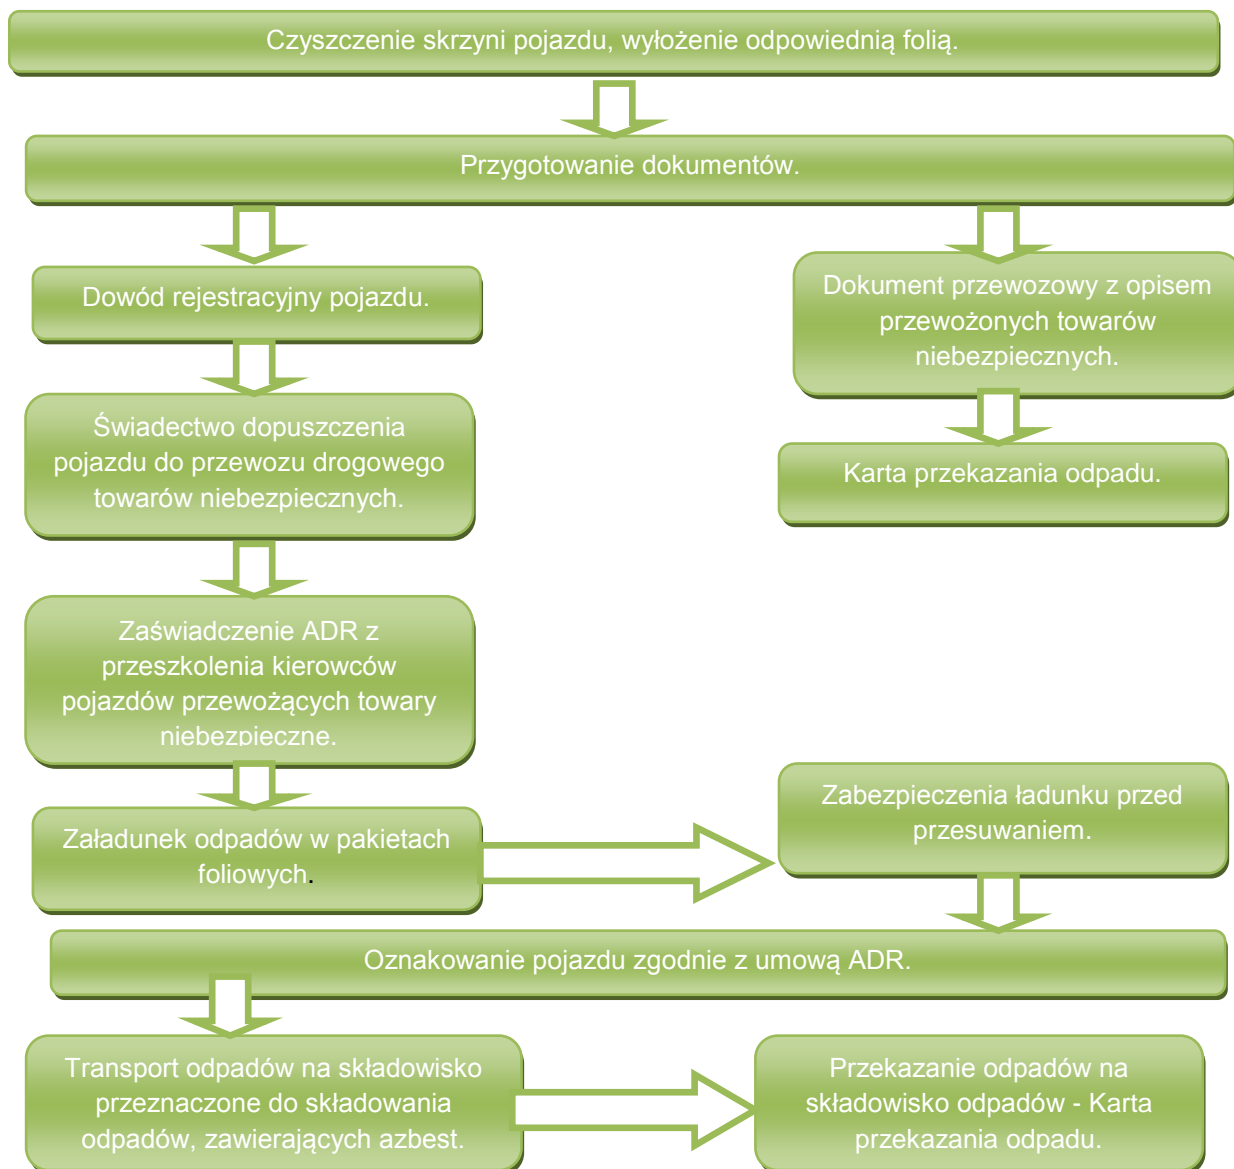 Czyszczenie skrzyni pojazdu, wyłożenie odpowiednią folią.
Przygotowanie dokumentów.
Dowód rejestracyjny pojazdu.
Dokument przewozowy z opisem
przewożonych towarów
niebezpiecznych.
Świadectwo dopuszczenia
pojazdu do przewozu drogowego
towarów niebezpiecznych.
Karta przekazania odpadu.
Zaświadczenie ADR z
przeszkolenia kierowców
pojazdów przewożących towary
niebezpieczne.
Załadunek odpadów w pakietach
foliowych.
Zabezpieczenia ładunku przed
przesuwaniem.
Oznakowanie pojazdu zgodnie z umową ADR.
Transport odpadów na składowisko
przeznaczone do składowania
odpadów, zawierających azbest.
Przekazanie odpadów na
składowisko odpadów - Karta
przekazania odpadu.